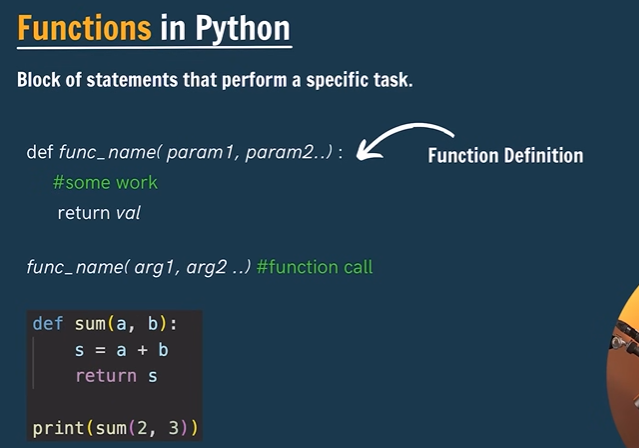 Functions in Python
Block of statements that perform a specific task.
def func_name( param1, param2..) :
Function Definition
#some work
return val
func_name( arg1, arg2 ..) #function call
def sum(a, b):
s = a + b
return s
print(sum(2, 3))